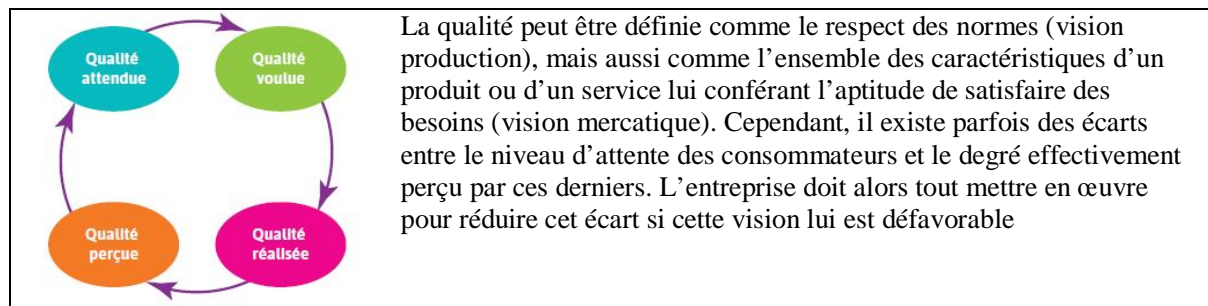 Qualité
attendue
Qualité
voulue
Qualité
perçue
Qualité
réalisée
La qualité peut être définie comme le respect des normes (vision
production), mais aussi comme l’ensemble des caractéristiques d’un
produit ou d’un service lui conférant l’aptitude de satisfaire des
besoins (vision mercatique). Cependant, il existe parfois des écarts
entre le niveau d’attente des consommateurs et le degré effectivement
perçu par ces derniers. L’entreprise doit alors tout mettre en œuvre
pour réduire cet écart si cette vision lui est défavorable